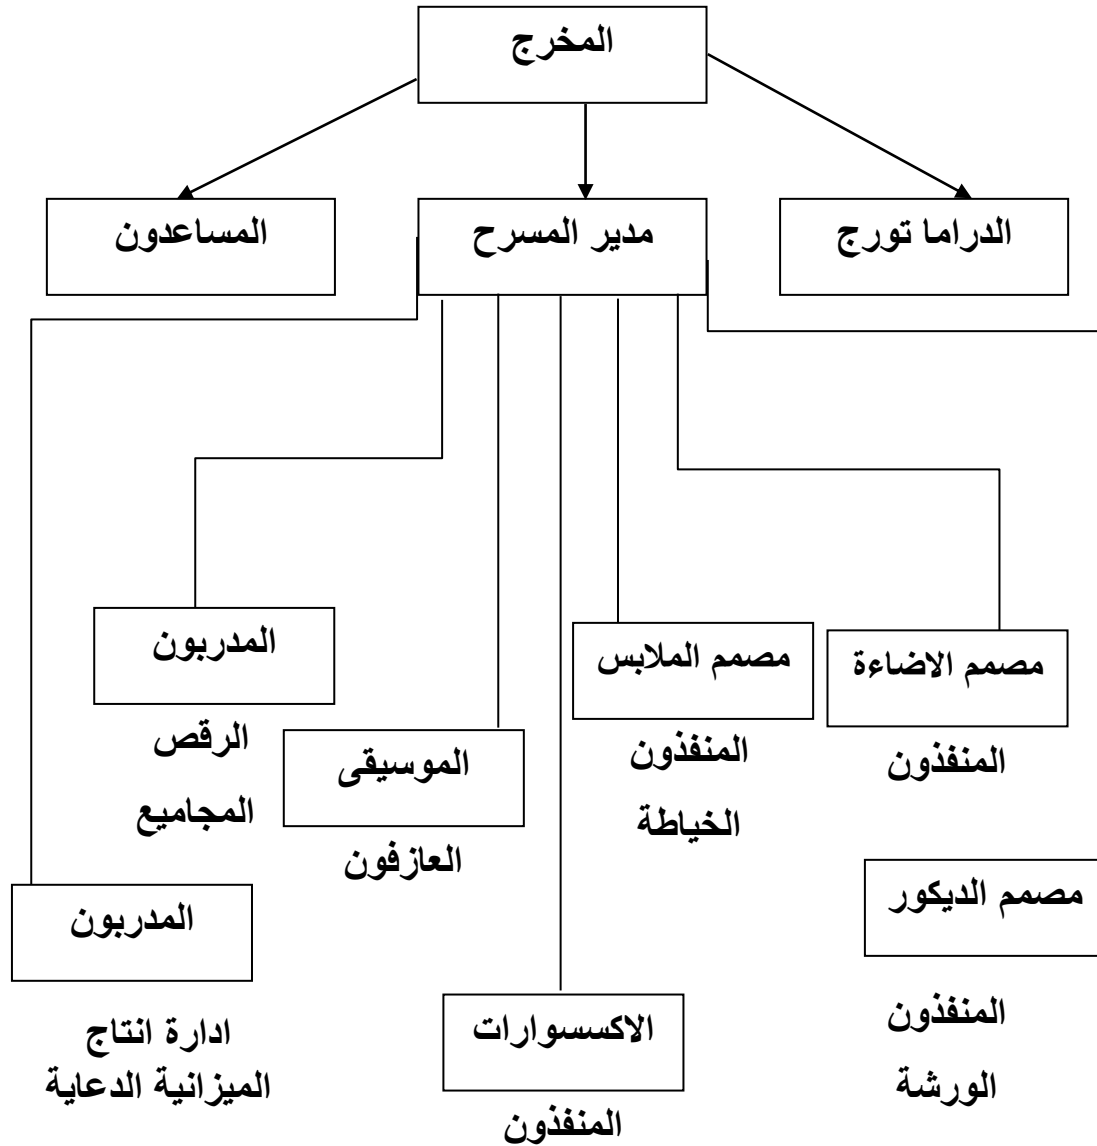 المخرج
الدراما تورج
مدير المسرح
المساعدون
مصمم الاضاءة
المنفذون
مصمم الملابس
المنفذون
الخياطة
المدربون
الرقص
المجاميع
الموسيقى
العازفون
مصمم الديكور
المنفذون
الورشة
المدربون
ادارة انتاج
الميزانية الدعاية
الاكسسوارات
المنفذون